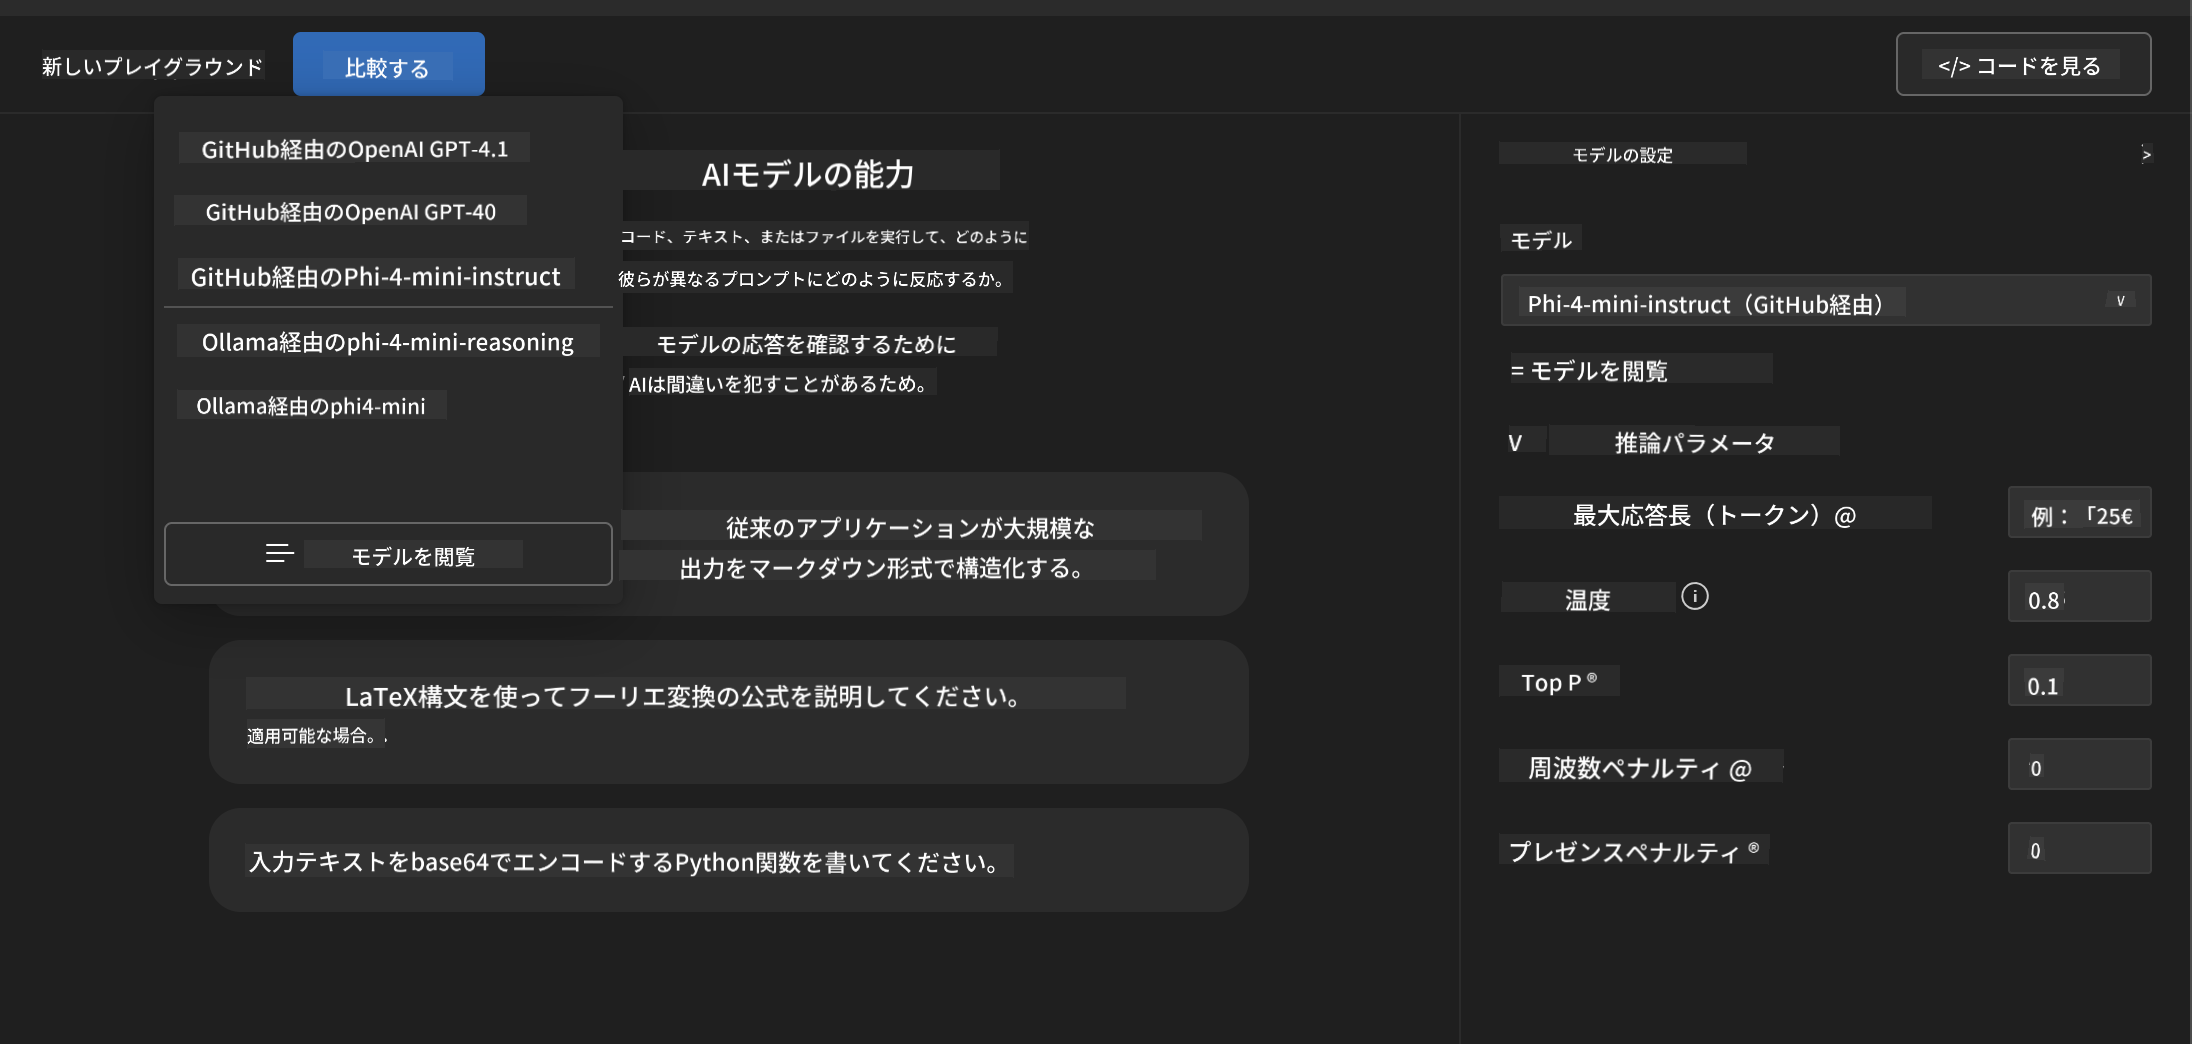 新しいプレイグラウンド
比較する
</> コードを見る
GitHub経由のOpenAI GPT-4.1
GitHub経由のOpenAI GPT-40
GitHub経由のPhi-4-mini-instruct
Ollama経由のphi-4-mini-reasoning
Ollama経由のphi4-mini
モデルを閲覧
AIモデルの能力
コード、テキスト、またはファイルを実行して、どのように
彼らが異なるプロンプトにどのように反応するか。
モデルの応答を確認するために
AIは間違いを犯すことがあるため。
従来のアプリケーションが大規模な
出力をマークダウン形式で構造化する。
LaTeX構文を使ってフーリエ変換の公式を説明してください。
適用可能な場合。.
入力テキストをbase64でエンコードするPython関数を書いてください。
モデルの設定 >
モデル
Phi-4-mini-instruct（GitHub経由） v
= モデルを閲覧
V 推論パラメータ
最大応答長（トークン）@ 例：「25€
温度 i 0.8
Top P ® 0.1
周波数ペナルティ @ 0
プレゼンスペナルティ ® 0